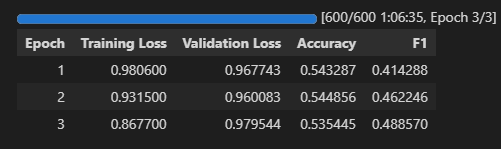 [600/600 1:06:35, Epoch 3/3]
Epoch Training Loss Validation Loss Accuracy F1
1 0.980600 0.967743 0.543287 0.414288
2 0.931500 0.960083 0.544856 0.462246
3 0.867700 0.979544 0.535445 0.488570